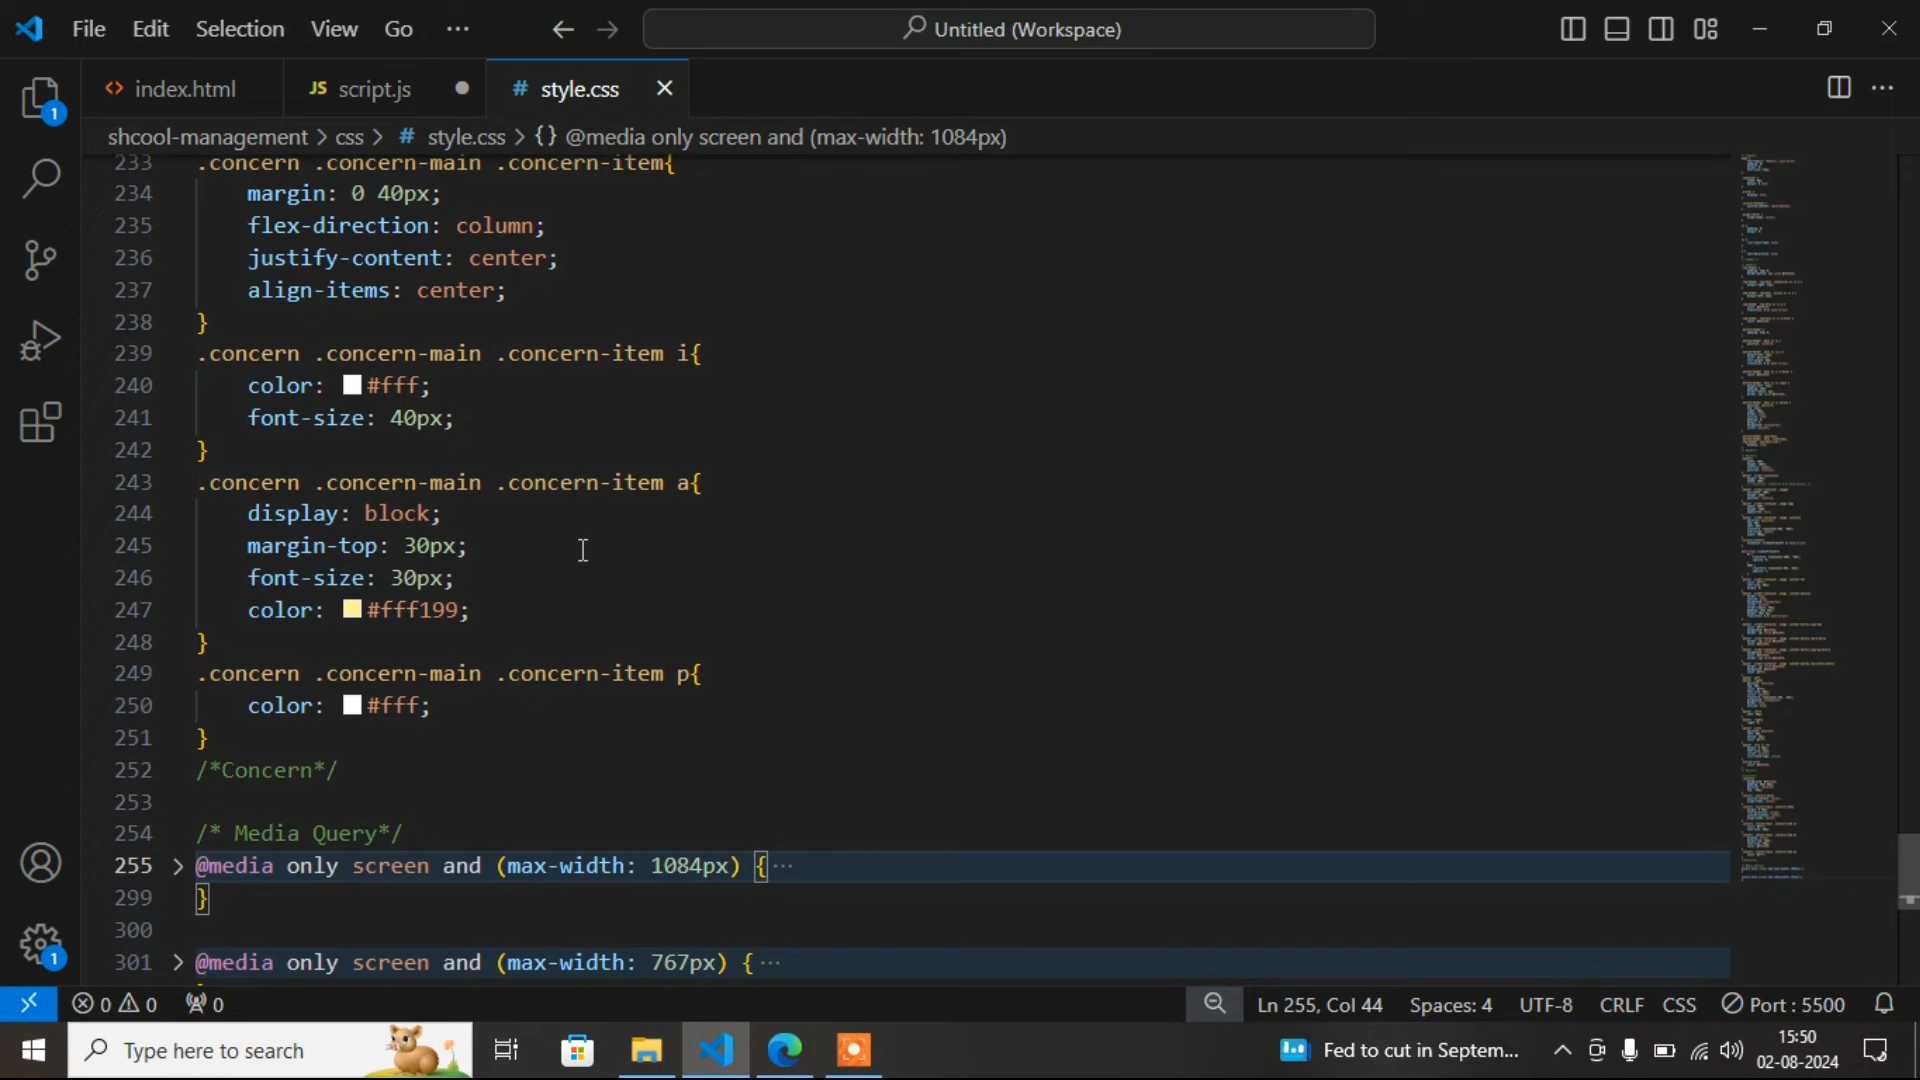 File Edit Selection View Go ··· Untitled (Workspace)
1 index.html JS script.js # style.css
shcool-management > css > # style.css > {} @media only screen and (max-width: 1084px)
233 .concern .concern-main .concern-item{
234 margin: 0 40px;
235 flex-direction: column;
236 justify-content: center;
237 align-items: center;
238 }
239 .concern .concern-main .concern-item i{
240 color: #fff;
241 font-size: 40px;
242 }
243 .concern .concern-main .concern-item a{
244 display: block;
245 margin-top: 30px;
246 font-size: 30px;
247 color: #fff199;
248 }
249 .concern .concern-main .concern-item p{
250 color: #fff;
251 }
252 /*Concern*/
253
254 /* Media Query*/
255 @media only screen and (max-width: 1084px) {···
299 }
300
301 @media only screen and (max-width: 767px) {···
1
0 0 0 Ln 255, Col 44 Spaces: 4 UTF-8 CRLF CSS Port : 5500
Type here to search Fed to cut in Septem... 15:50
02-08-2024